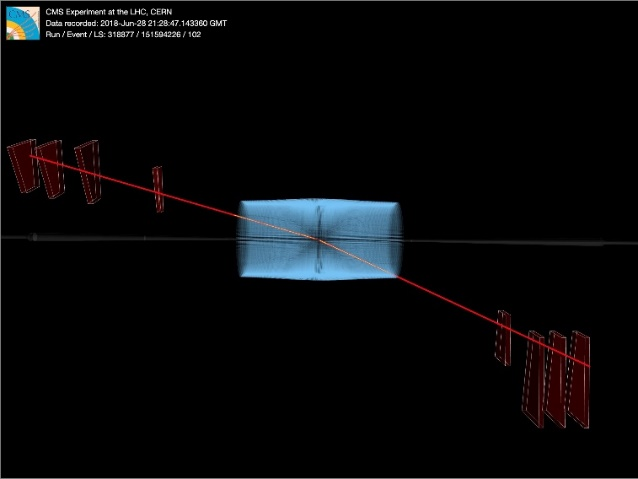 CMS
CMS Experiment at the LHC, CERN
Data recorded: 2018-Jun-28 21:28:47.143360 GMT
Run / Event / LS: 318877 / 151594226 / 102